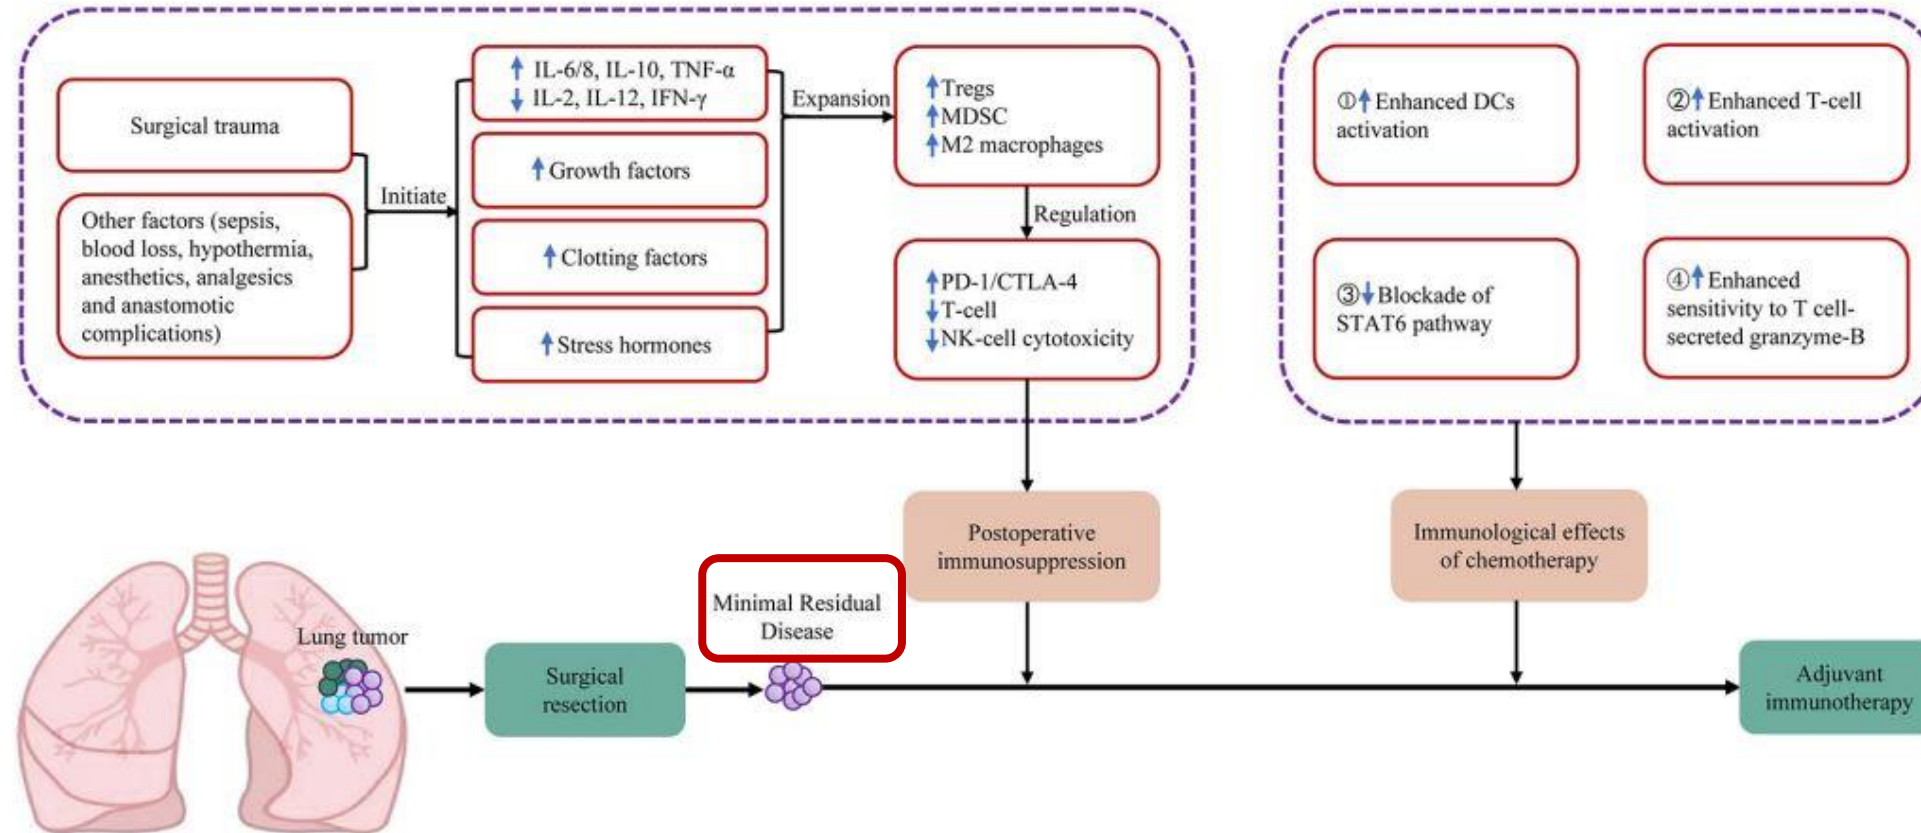 Surgical trauma
Other factors (sepsis,
blood loss, hypothermia,
anesthetics, analgesics
and anastomotic
complications)
Initiate
↑ IL-6/8, IL-10, TNF-α
↓ IL-2, IL-12, IFN-γ
↑ Growth factors
↑ Clotting factors
↑ Stress hormones
Expansion
↑Tregs
↑MDSC
↑M2 macrophages
Regulation
↑PD-1/CTLA-4
↓T-cell
↓NK-cell cytotoxicity
①↑Enhanced DCs
activation
②↑Enhanced T-cell
activation
③↓Blockade of
STAT6 pathway
④↑Enhanced
sensitivity to T cell-
secreted granzyme-B
Postoperative
immunosuppression
Immunological effects
of chemotherapy
Lung tumor
Surgical
resection
Minimal Residual
Disease
Adjuvant
immunotherapy